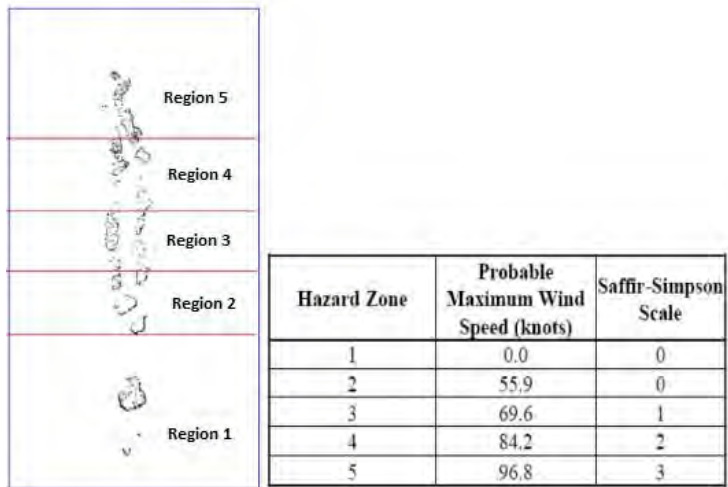 Region 5
Region 4
Region 3
Region 2
Region 1
Hazard Zone Probable Maximum Wind Speed (knots) Saffir-Simpson Scale
1 0.0 0
2 55.9 0
3 69.6 1
4 84.2 2
5 96.8 3